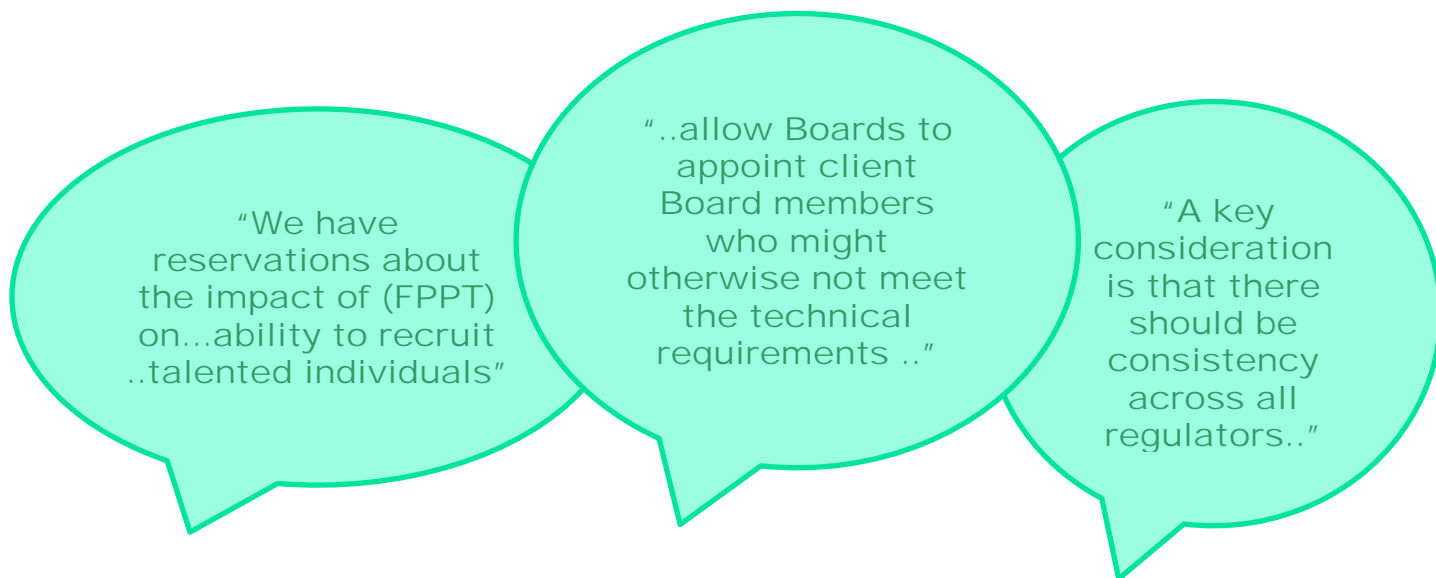 “We have
reservations about
the impact of (FPPT)
on...ability to recruit
..talented individuals”
“..allow Boards to
appoint client
Board members
who might
otherwise not meet
the technical
requirements ..”
“A key
consideration
is that there
should be
consistency
across all
regulators..”